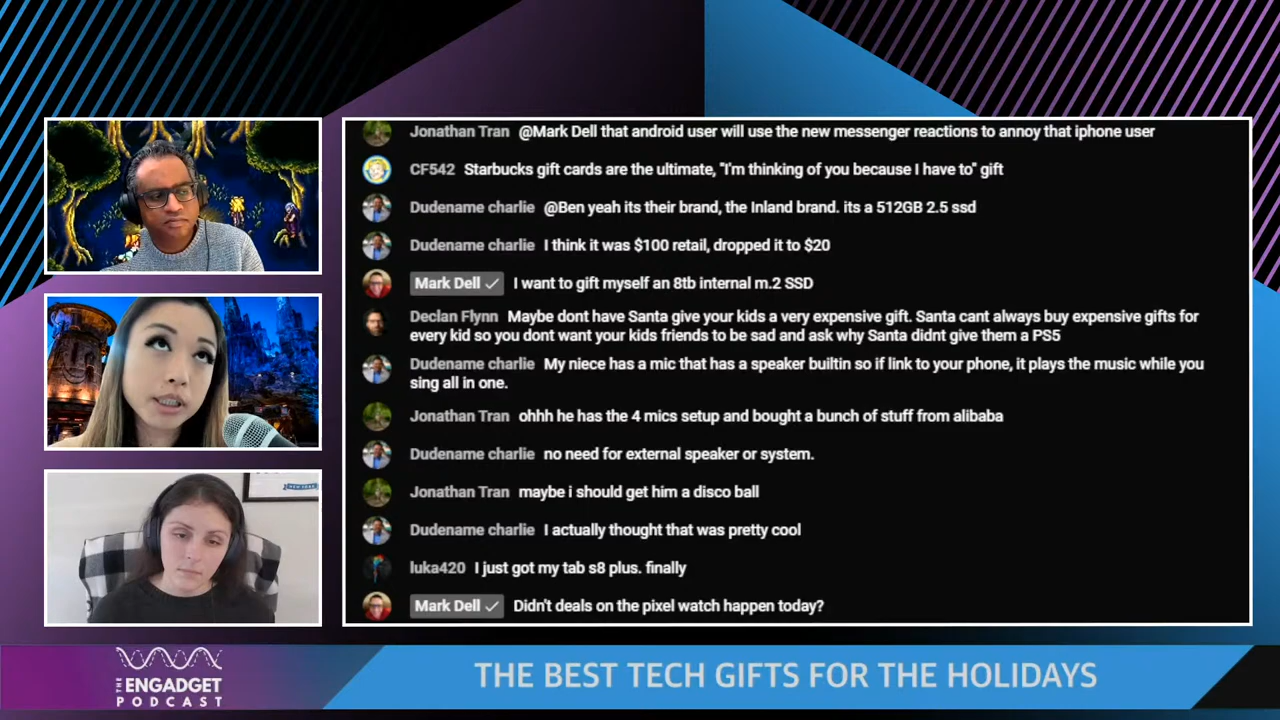 Jonathan Tran @Mark Dell that android user will use the new messenger reactions to annoy that iphone user
CF542 Starbucks gift cards are the ultimate, "I'm thinking of you because I have to" gift
Dudename charlie @Ben yeah its their brand, the Inland brand. its a 512GB 2.5 ssd
Dudename charlie I think it was $100 retail, dropped it to $20
Mark Dell ✓ I want to gift myself an 8tb internal m.2 SSD
Declan Flynn Maybe dont have Santa give your kids a very expensive gift. Santa cant always buy expensive gifts for
every kid so you dont want your kids friends to be sad and ask why Santa didnt give them a PS5
Dudename charlie My niece has a mic that has a speaker builtin so if link to your phone, it plays the music while you
sing all in one.
Jonathan Tran ohhh he has the 4 mics setup and bought a bunch of stuff from alibaba
Dudename charlie no need for external speaker or system.
Jonathan Tran maybe i should get him a disco ball
Dudename charlie I actually thought that was pretty cool
luka420 I just got my tab s8 plus. finally
Mark Dell ✓ Didn't deals on the pixel watch happen today?
THE ENGADGET
PODCAST
THE BEST TECH GIFTS FOR THE HOLIDAYS